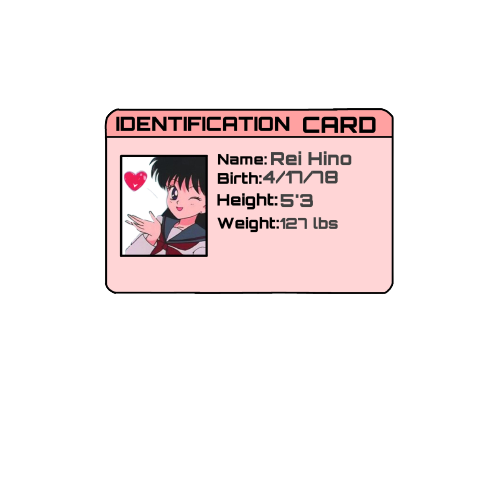 IDENTIFICATION CARD
Name: Rei Hino
Birth:4/17/78
Height:5'3
Weight:127 lbs